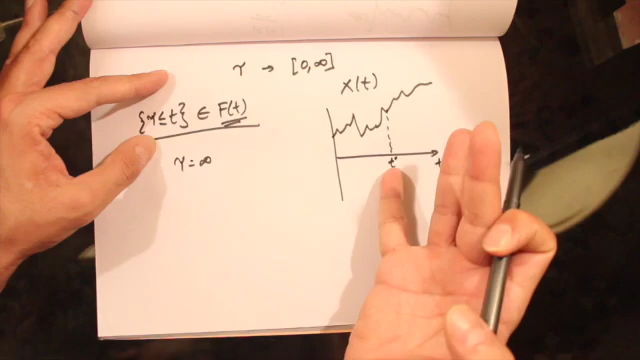 τ → [0,∞]
{τ≤t} ∈ F(t)
τ=∞
X(t)
t*
t